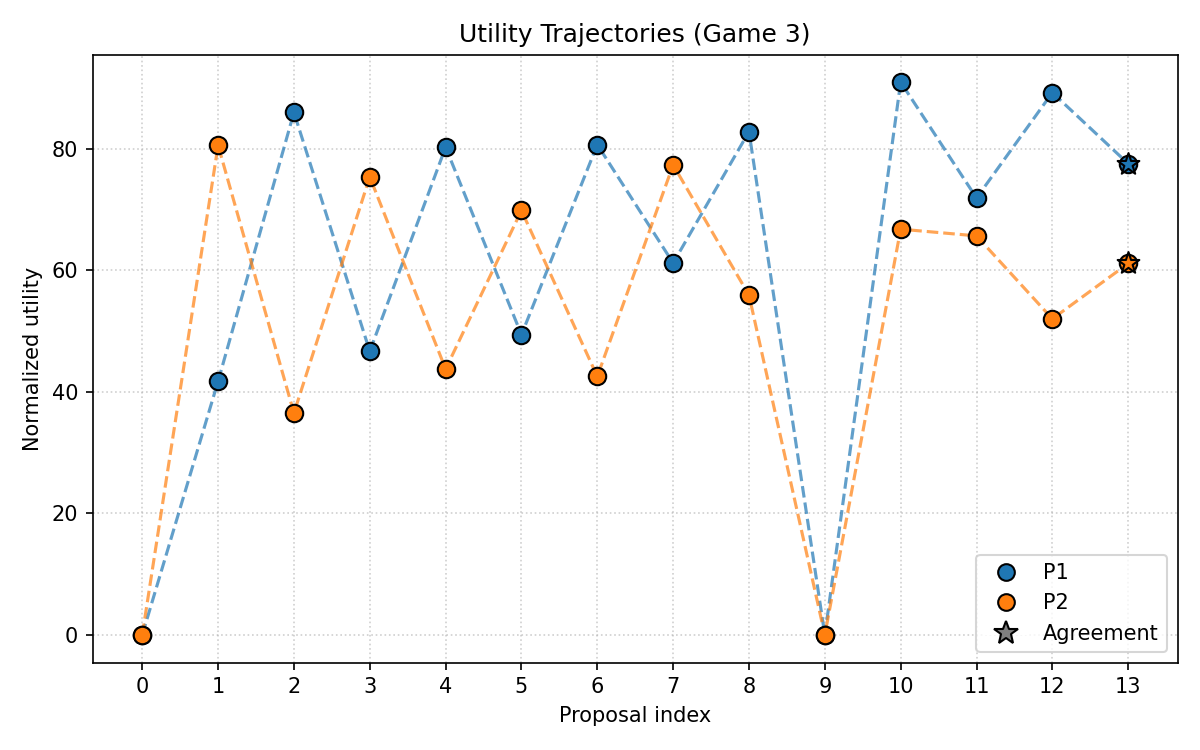 Utility Trajectories (Game 3)
Normalized utility
80
60
40
20
0
0 1 2 3 4 5 6 7 8 9 10 11 12 13
Proposal index
P1
P2
Agreement